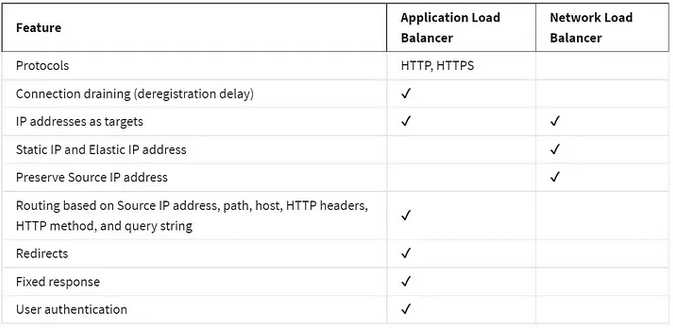 Feature Application Load Balancer Network Load Balancer
Protocols HTTP, HTTPS
Connection draining (deregistration delay) ✓
IP addresses as targets ✓ ✓
Static IP and Elastic IP address ✓
Preserve Source IP address ✓
Routing based on Source IP address, path, host, HTTP headers,
HTTP method, and query string ✓
Redirects ✓
Fixed response ✓
User authentication ✓